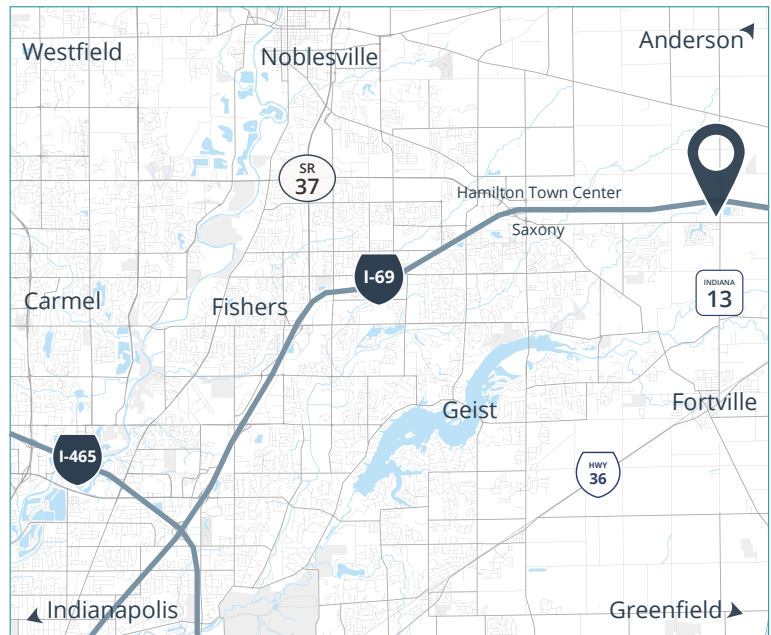 Anderson
Westfield
Noblesville
SR
37
Hamilton Town Center
Saxony
I-69
INDIANA
13
Carmel
Fishers
Geist
Fortville
I-465
HWY
36
Indianapolis
Greenfield